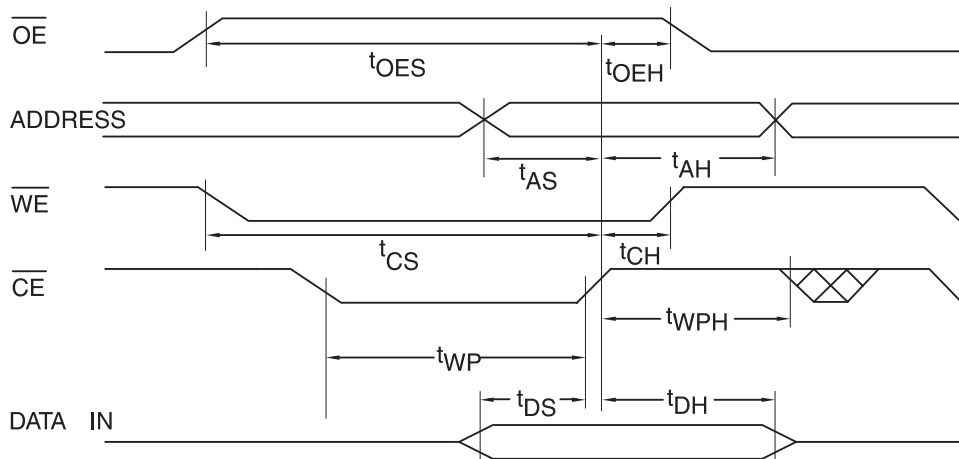 OE
tOES
tOEH
ADDRESS
tAS
tAH
WE
tCS
tCH
CE
tWPH
tWP
tDS
tDH
DATA IN